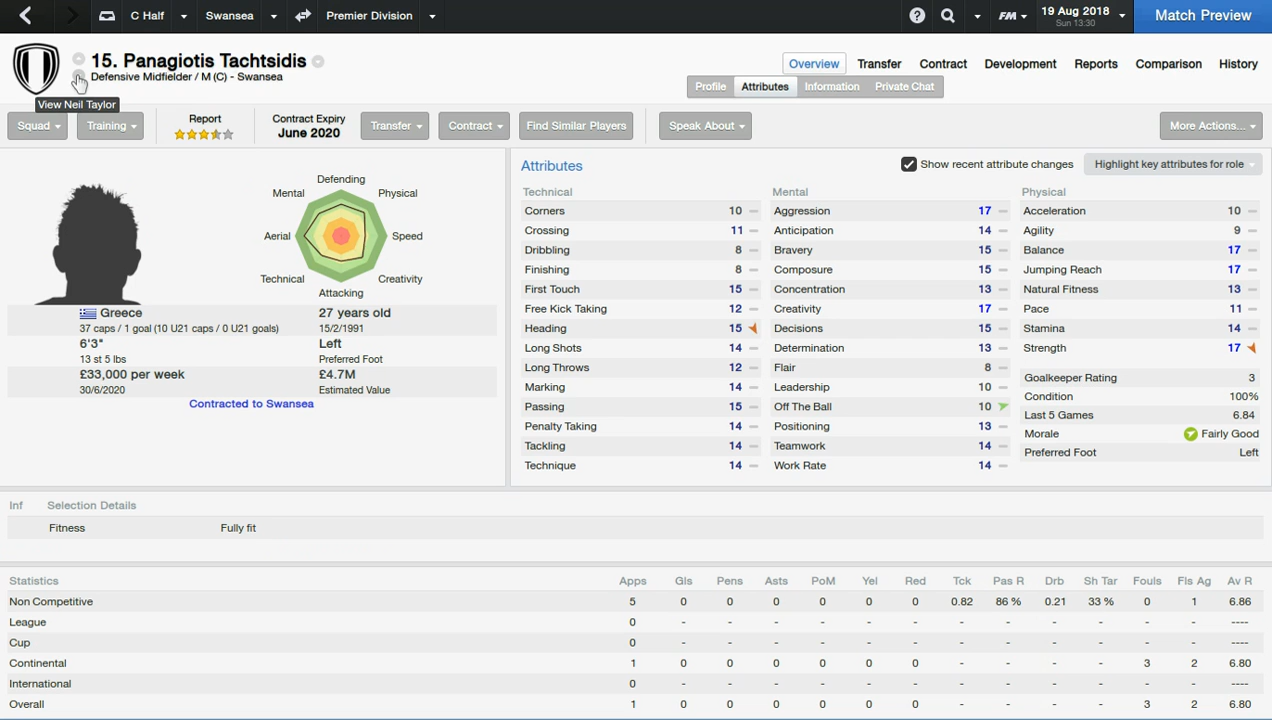 C Half Swansea Premier Division FM 19 Aug 2018 Sun 13:30 Match Preview
15. Panagiotis Tachtsidis
Defensive Midfielder / M (C) - Swansea
View Neil Taylor
Overview Transfer Contract Development Reports Comparison History
Profile Attributes Information Private Chat
Squad Training Report Contract Expiry June 2020 Transfer Contract Find Similar Players Speak About More Actions...
Defending
Mental Physical
Aerial Speed
Technical Creativity
Attacking
Greece 27 years old
37 caps / 1 goal (10 U21 caps / 0 U21 goals) 15/2/1991
6'3" Left
13 st 5 lbs Preferred Foot
£33,000 per week £4.7M
30/6/2020 Estimated Value
Contracted to Swansea
Attributes Show recent attribute changes Highlight key attributes for role
Technical Mental Physical
Corners 10 Aggression 17 Acceleration 10
Crossing 11 Anticipation 14 Agility 9
Dribbling 8 Bravery 15 Balance 17
Finishing 8 Composure 15 Jumping Reach 17
First Touch 15 Concentration 13 Natural Fitness 13
Free Kick Taking 12 Creativity 17 Pace 11
Heading 15 Decisions 15 Stamina 14
Long Shots 14 Determination 13 Strength 17
Long Throws 12 Flair 8 Goalkeeper Rating 3
Marking 14 Leadership 10 Condition 100%
Passing 15 Off The Ball 10 Last 5 Games 6.84
Penalty Taking 14 Positioning 13 Morale Fairly Good
Tackling 14 Teamwork 14 Preferred Foot Left
Technique 14 Work Rate 14
Inf Selection Details
Fitness Fully fit
Statistics Apps Gls Pens Asts PoM Yel Red Tck Pas R Drb Sh Tar Fouls Fls Ag Av R
Non Competitive 5 0 0 0 0 0 0 0.82 86 % 0.21 33 % 0 1 6.86
League 0 - - - - - - - - - - - - ----
Cup 0 - - - - - - - - - - - - ----
Continental 1 0 0 0 0 0 0 - - - - 3 2 6.80
International 0 - - - - - - - - - - - - ----
Overall 1 0 0 0 0 0 0 - - - - 3 2 6.80